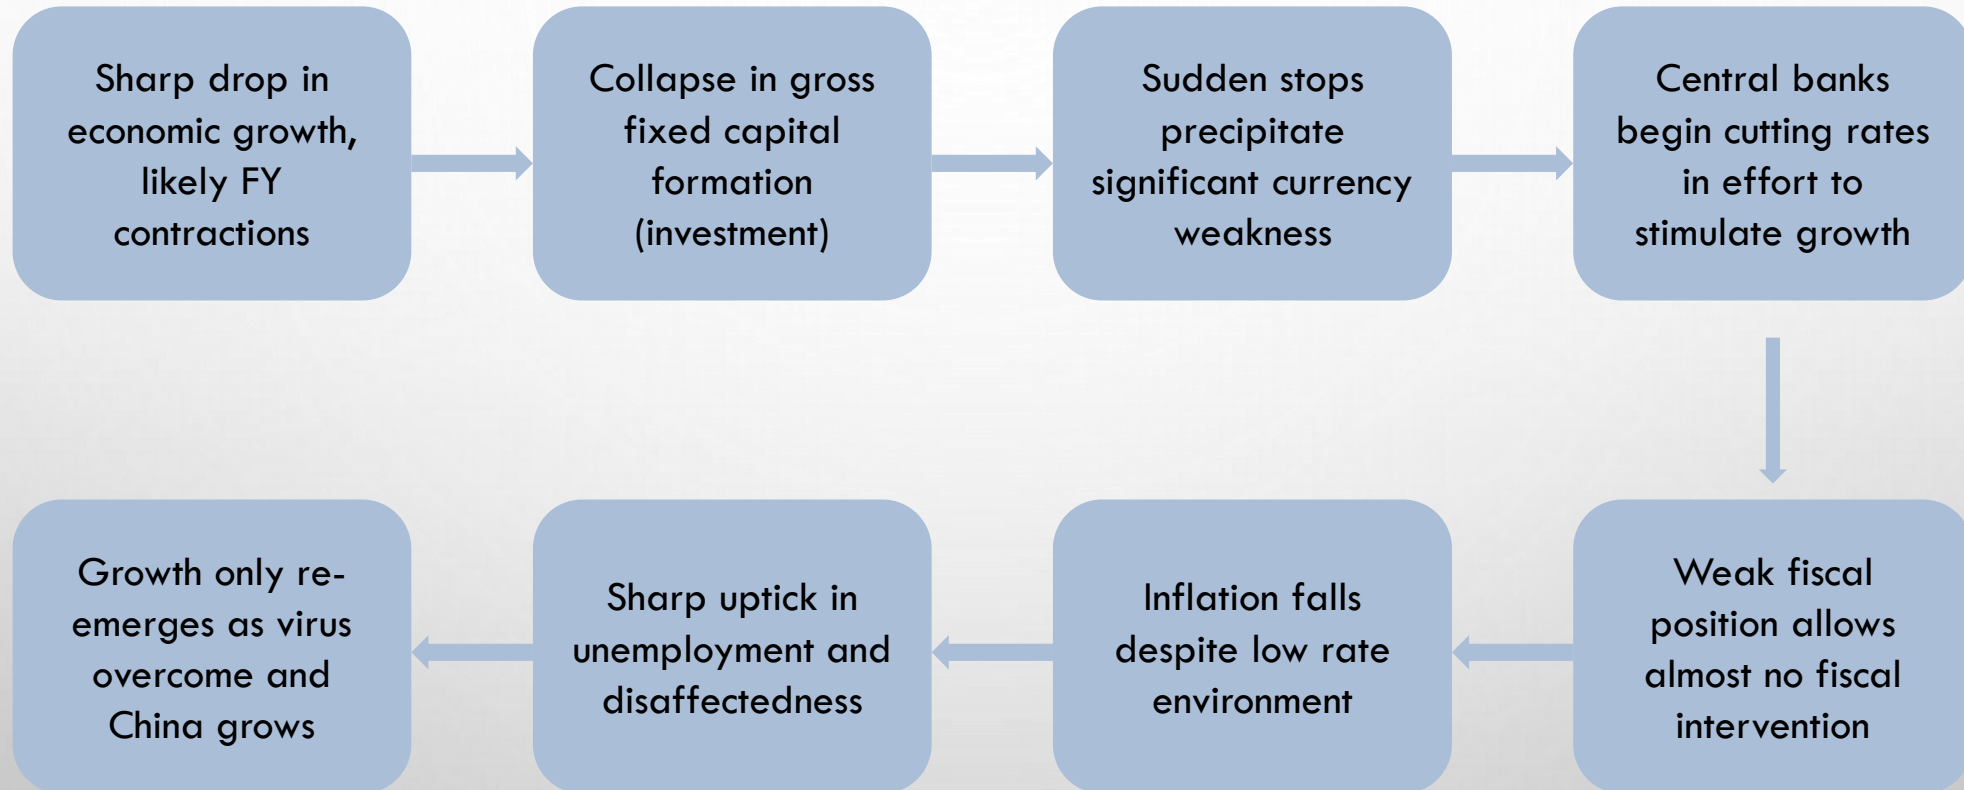 Sharp drop in
economic growth,
likely FY
contractions
Collapse in gross
fixed capital
formation
(investment)
Sudden stops
precipitate
significant currency
weakness
Central banks
begin cutting rates
in effort to
stimulate growth
Weak fiscal
position allows
almost no fiscal
intervention
Inflation falls
despite low rate
environment
Sharp uptick in
unemployment and
disaffectedness
Growth only re-
emerges as virus
overcome and
China grows